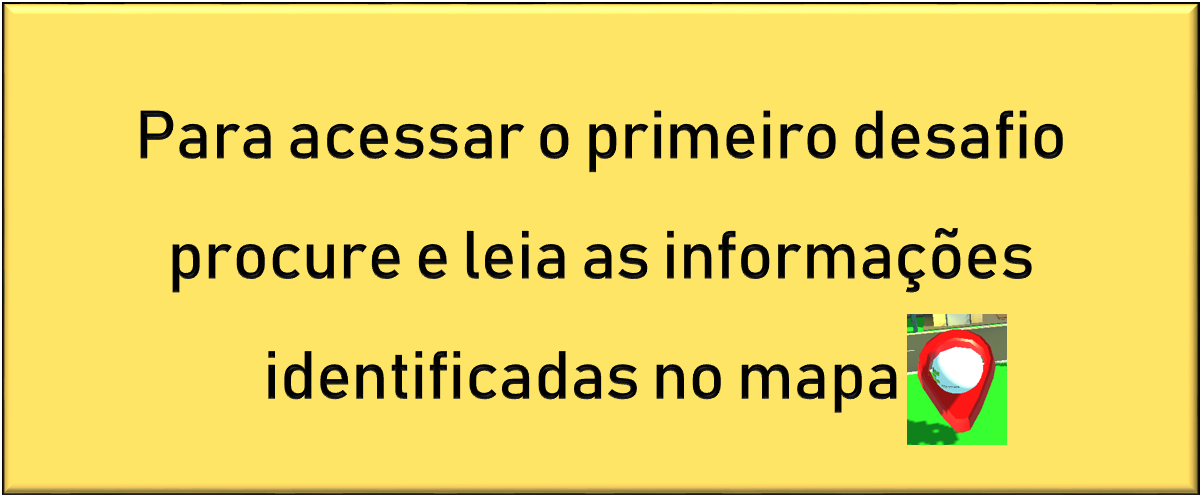 Para acessar o primeiro desafio
procure e leia as informações
identificadas no mapa